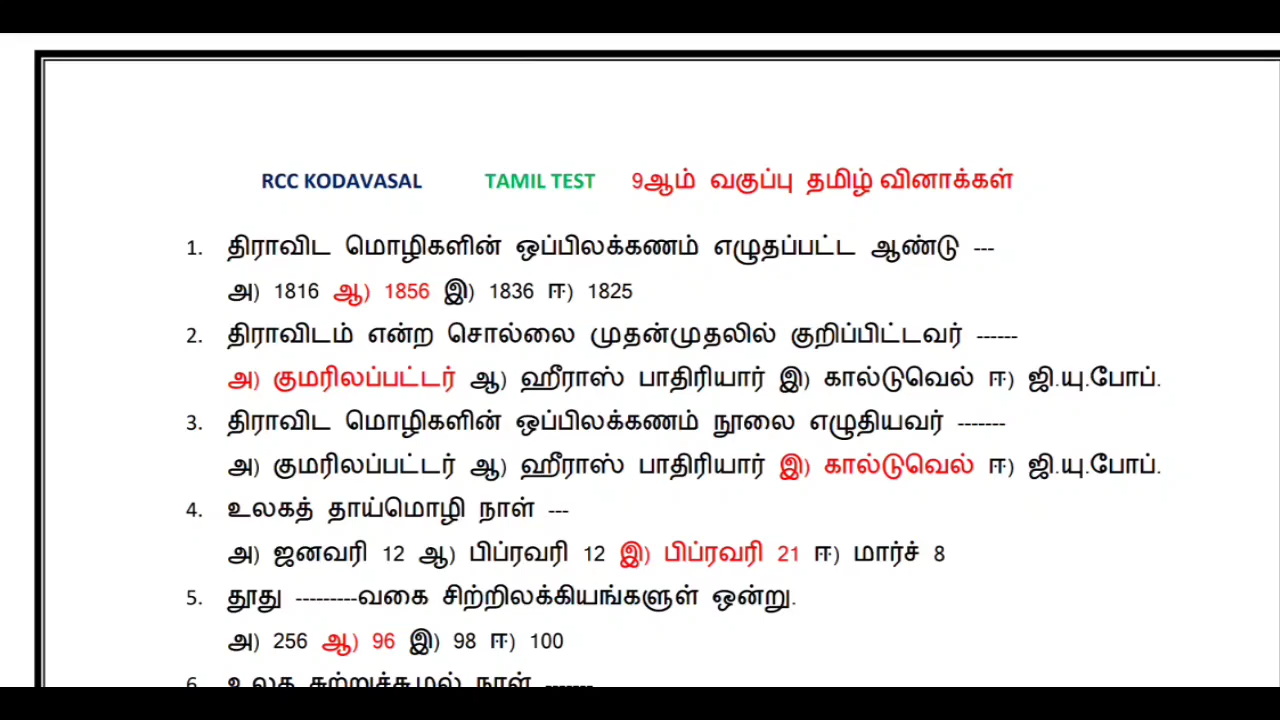 RCC KODAVASAL TAMIL TEST 9ஆம் வகுப்பு தமிழ் வினாக்கள்
1. திராவிட மொழிகளின் ஒப்பிலக்கணம் எழுதப்பட்ட ஆண்டு ---
அ) 1816 ஆ) 1856 இ) 1836 ஈ) 1825
2. திராவிடம் என்ற சொல்லை முதன்முதலில் குறிப்பிட்டவர் ------
அ) குமரிலப்பட்டர் ஆ) ஹீராஸ் பாதிரியார் இ) கால்டுவெல் ஈ) ஜி.யு.போப்.
3. திராவிட மொழிகளின் ஒப்பிலக்கணம் நூலை எழுதியவர் -------
அ) குமரிலப்பட்டர் ஆ) ஹீராஸ் பாதிரியார் இ) கால்டுவெல் ஈ) ஜி.யு.போப்.
4. உலகத் தாய்மொழி நாள் ---
அ) ஜனவரி 12 ஆ) பிப்ரவரி 12 இ) பிப்ரவரி 21 ஈ) மார்ச் 8
5. தூது ---------வகை சிற்றிலக்கியங்களுள் ஒன்று.
அ) 256 ஆ) 96 இ) 98 ஈ) 100
6. உலக சுற்றுச்சூழல் நாள் -------